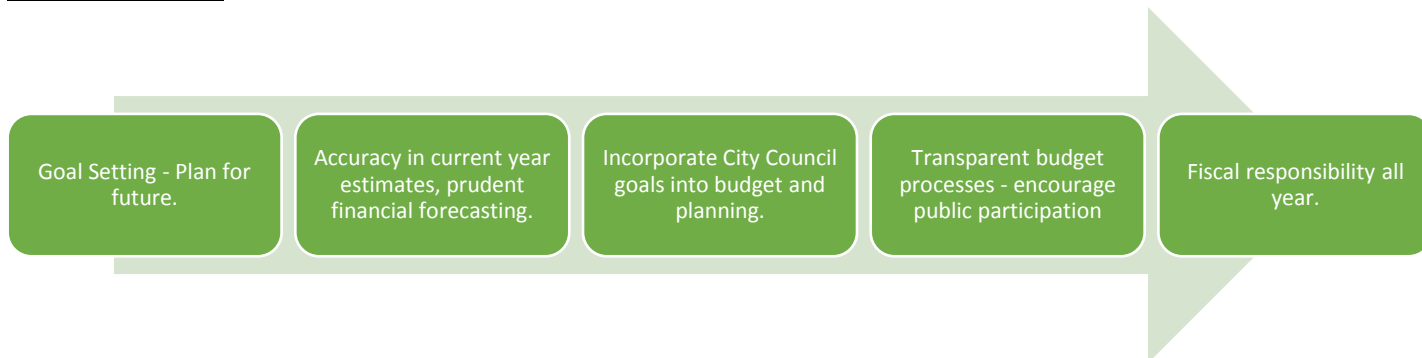 Goal Setting - Plan for
future.
Accuracy in current year
estimates, prudent
financial forecasting.
Incorporate City Council
goals into budget and
planning.
Transparent budget
processes - encourage
public participation
Fiscal responsibility all
year.